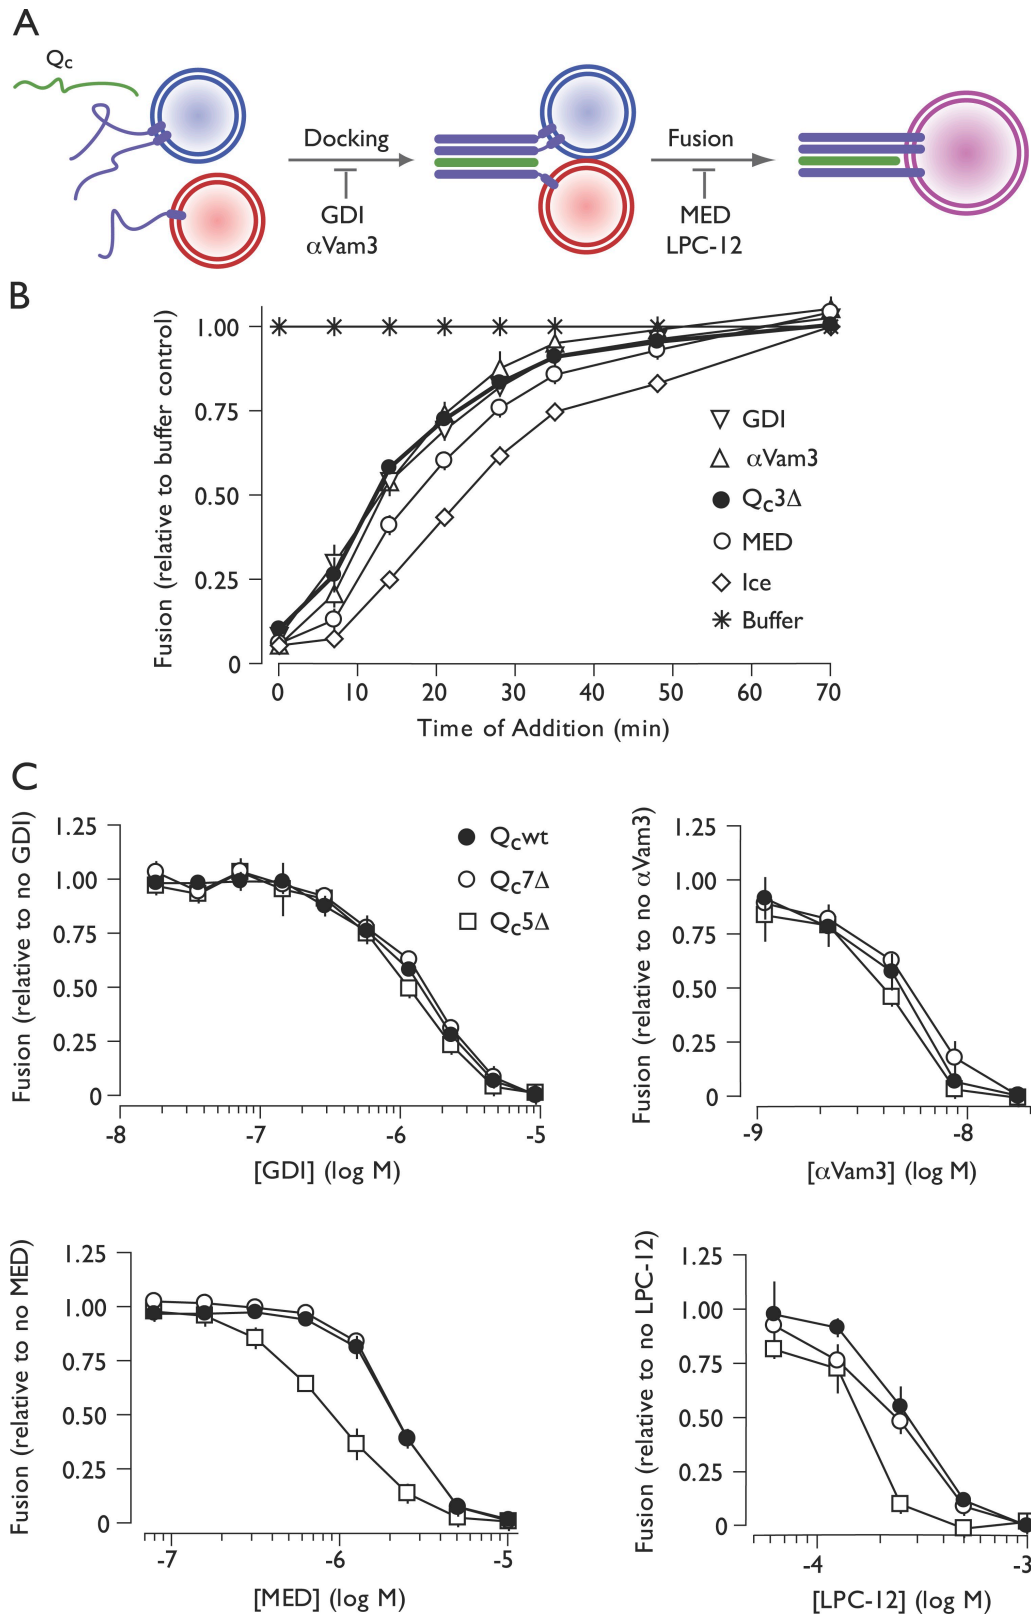 A
Qc
Docking
Fusion
GDI
αVam3
MED
LPC-12
B
Fusion (relative to buffer control)
1.00
0.75
0.50
0.25
0
GDI
αVam3
Qc3Δ
MED
Ice
Buffer
0 10 20 30 40 50 60 70
Time of Addition (min)
C
Fusion (relative to no GDI)
1.25
1.00
0.75
0.50
0.25
0
Qcwt
Qc7Δ
Qc5Δ
-8 -7 -6 -5
[GDI] (log M)
Fusion (relative to no αVam3)
1.25
1.00
0.75
0.50
0.25
0
-9 -8
[αVam3] (log M)
Fusion (relative to no MED)
1.25
1.00
0.75
0.50
0.25
0
-7 -6 -5
[MED] (log M)
Fusion (relative to no LPC-12)
1.25
1.00
0.75
0.50
0.25
0
-4 -3
[LPC-12] (log M)